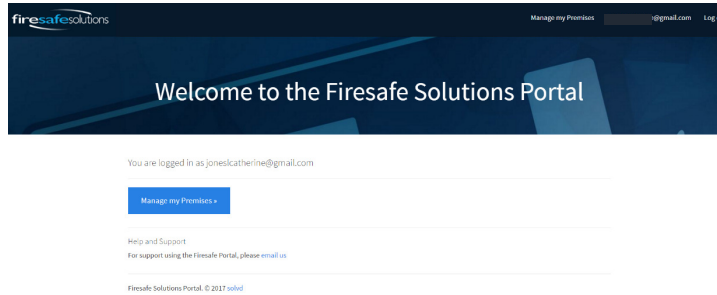 firesafesolutions
Manage my Premises @gmail.com Log
Welcome to the Firesafe Solutions Portal
You are logged in as joneslcatherine@gmail.com
Manage my Premises »
Help and Support
For support using the Firesafe Portal, please email us
Firesafe Solutions Portal. © 2017 solvd